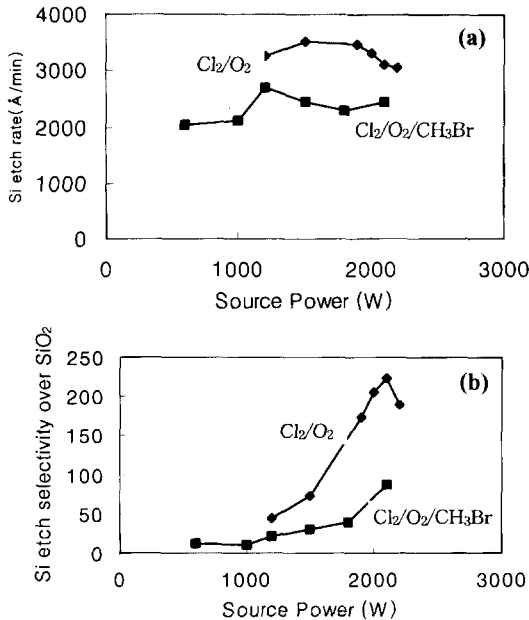 (a)
Si etch rate(Å/min)
4000
3000
2000
1000
0
Cl₂/O₂
Cl₂/O₂/CH₃Br
0 1000 2000 3000
Source Power (W)
(b)
Si etch selectivity over SiO₂
250
200
150
100
50
0
Cl₂/O₂
Cl₂/O₂/CH₃Br
0 1000 2000 3000
Source Power (W)